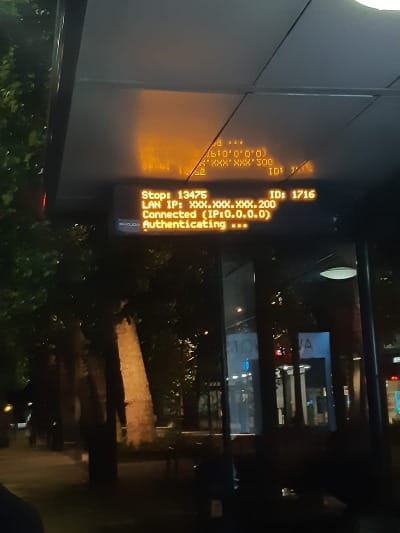 Stop: 13475 ID: 1716
LAN IP: XXX.XXX.XXX.200
Connected (IP:0.0.0.0)
Authenticating ...